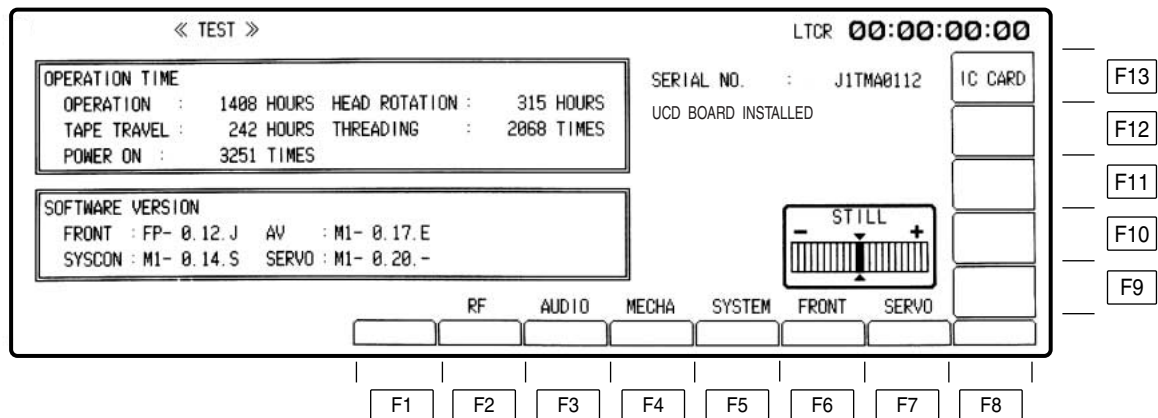 ≪ TEST ≫
LTCR 00:00:00:00
OPERATION TIME
OPERATION : 1408 HOURS HEAD ROTATION : 315 HOURS
TAPE TRAVEL : 242 HOURS THREADING : 2068 TIMES
POWER ON : 3251 TIMES
SERIAL NO. : J1TMA0112
UCD BOARD INSTALLED
IC CARD
F13
F12
F11
F10
F9
SOFTWARE VERSION
FRONT : FP- 0.12.J AV : M1- 0.17.E
SYSCON : M1- 0.14.S SERVO : M1- 0.20.-
STILL
- +
RF AUDIO MECHA SYSTEM FRONT SERVO
F1 F2 F3 F4 F5 F6 F7 F8